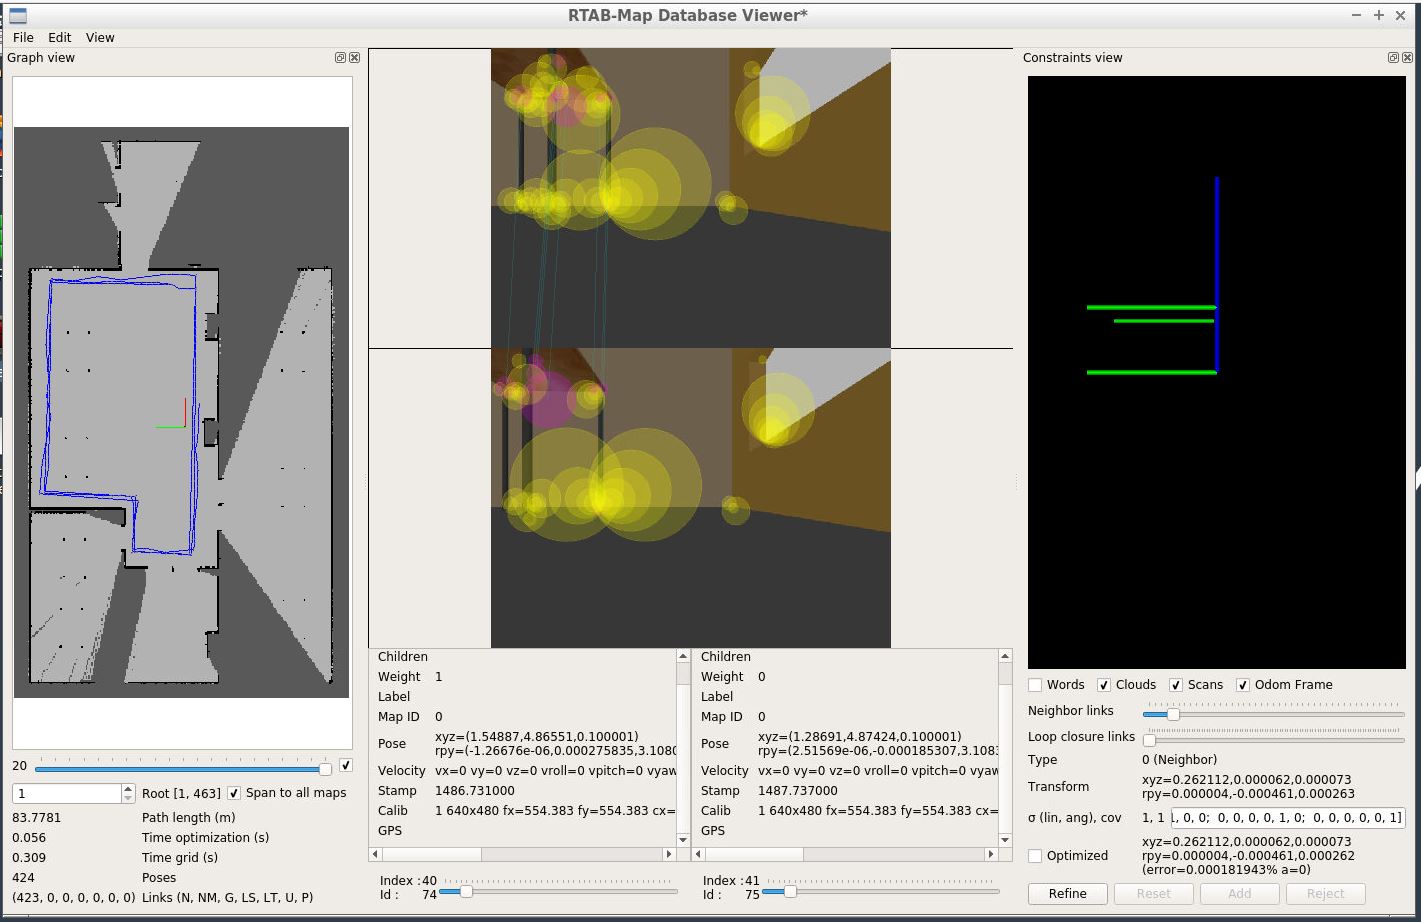 RTAB-Map Database Viewer*
File Edit View
Graph view
20
1 Root [1, 463] Span to all maps
83.7781 Path length (m)
0.056 Time optimization (s)
0.309 Time grid (s)
424 Poses
(423, 0, 0, 0, 0, 0, 0) Links (N, NM, G, LS, LT, U, P)
Children
Weight 1
Label
Map ID 0
Pose xyz=(1.54887,4.86551,0.100001)
rpy=(-1.26676e-06,0.000275835,3.1080
Velocity vx=0 vy=0 vz=0 vroll=0 vpitch=0 vyaw
Stamp 1486.731000
Calib 1 640x480 fx=554.383 fy=554.383 cx=
GPS
Index :40
Id : 74
Children
Weight 0
Label
Map ID 0
Pose xyz=(1.28691,4.87424,0.100001)
rpy=(2.51569e-06,-0.000185307,3.1083
Velocity vx=0 vy=0 vz=0 vroll=0 vpitch=0 vyaw
Stamp 1487.737000
Calib 1 640x480 fx=554.383 fy=554.383 cx=
GPS
Index :41
Id : 75
Constraints view
Words Clouds Scans Odom Frame
Neighbor links
Loop closure links
Type 0 (Neighbor)
Transform xyz=0.262112,0.000062,0.000073
rpy=0.000004,-0.000461,0.000263
σ (lin, ang), cov 1, 1 1, 0, 0; 0, 0, 0, 0, 1, 0; 0, 0, 0, 0, 0, 1]
Optimized xyz=0.262112,0.000062,0.000073
rpy=0.000004,-0.000461,0.000262
(error=0.000181943% a=0)
Refine Reset Add Reject